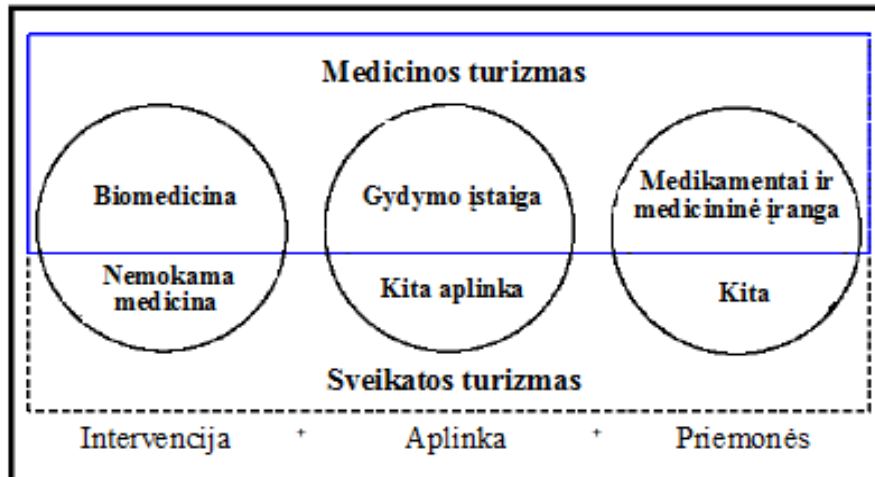 Medicinos turizmas
Biomedicina
Gydymo įstaiga
Medikamentai ir
medicininė įranga
Nemokama
medicina
Kita aplinka
Kita
Sveikatos turizmas
Intervencija + Aplinka + Priemonės